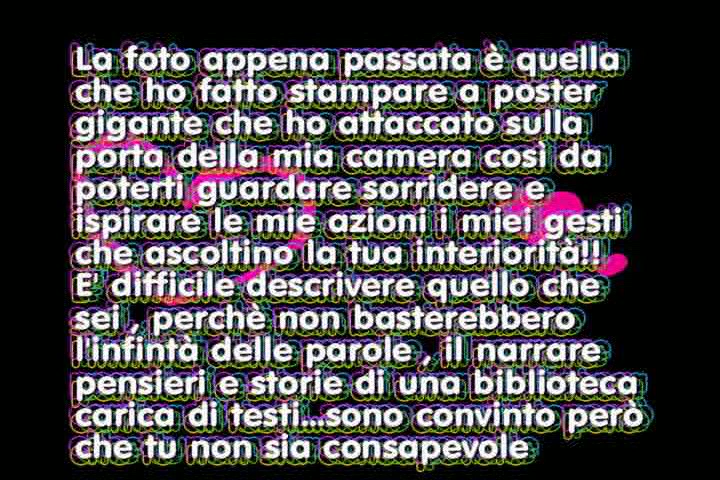 La foto appena passata è quella
che ho fatto stampare a poster
gigante che ho attaccato sulla
porta della mia camera così da
poterti guardare sorridere e
ispirare le mie azioni i miei gesti
che ascoltino la tua interiorità!!
E' difficile descrivere quello che
sei , perchè non basterebbero
l'infintà delle parole , il narrare
pensieri e storie di una biblioteca
carica di testi...sono convinto però
che tu non sia consapevole